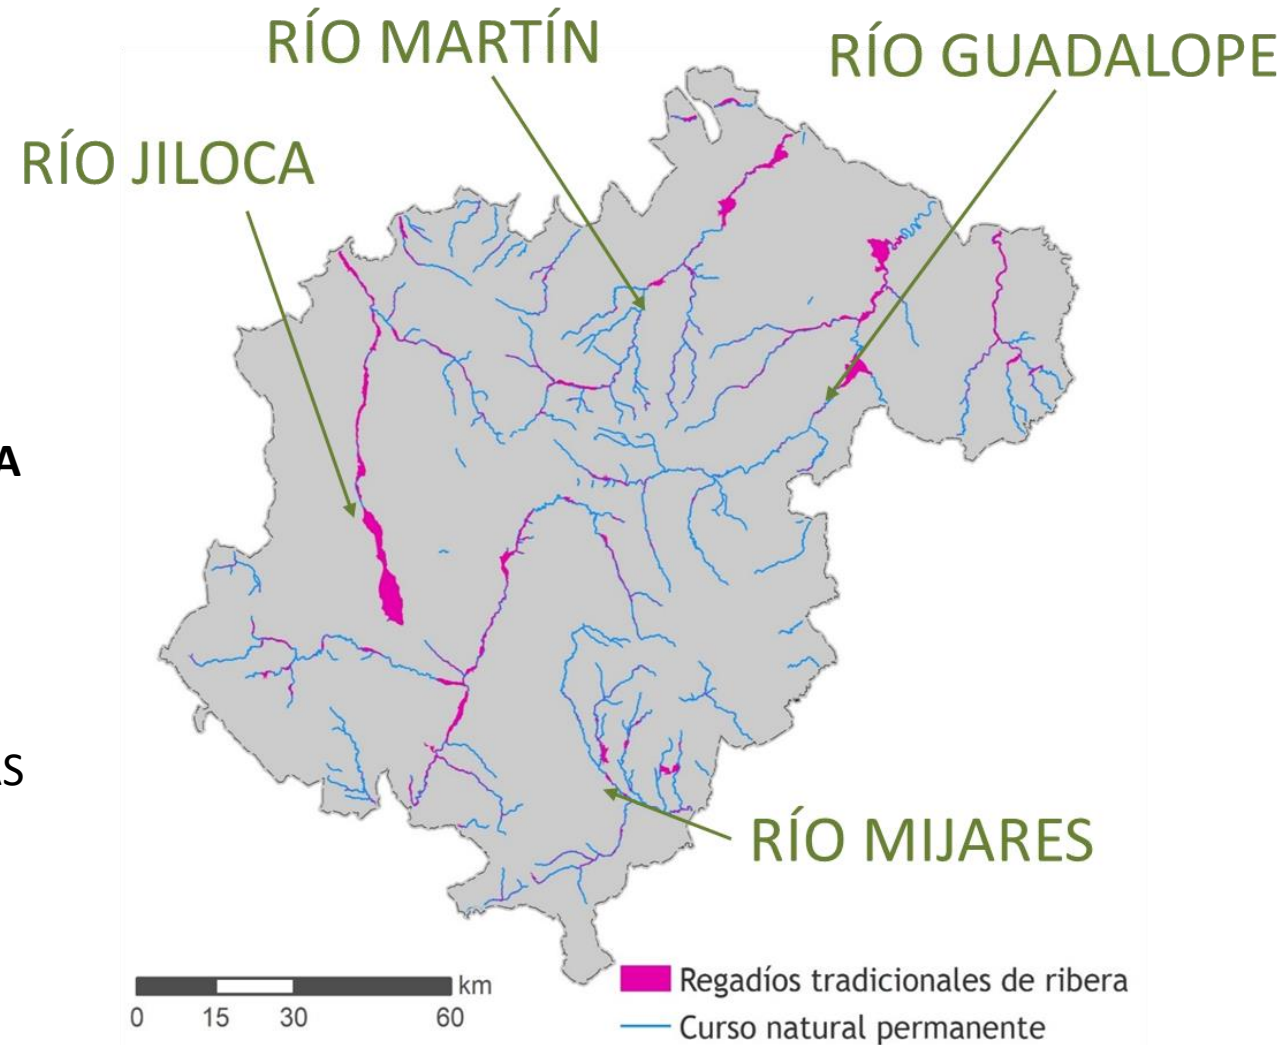 RÍO MARTÍN
RÍO GUADALOPE
RÍO JILOCA
A
AS
RÍO MIJARES
km
0 15 30 60
Regadíos tradicionales de ribera
Curso natural permanente